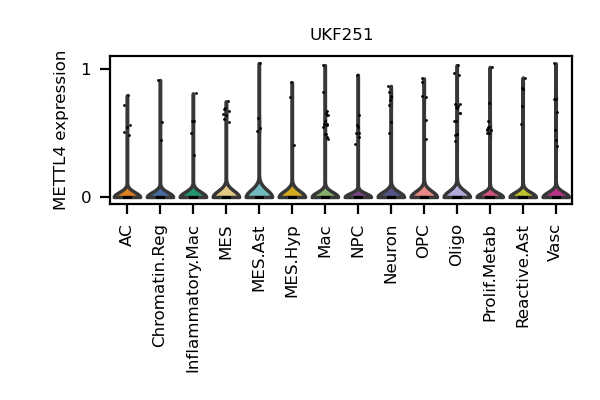 UKF251
METTL4 expression
1
0
AC
Chromatin.Reg
Inflammatory.Mac
MES
MES.Ast
MES.Hyp
Mac
NPC
Neuron
OPC
Oligo
Prolif.Metab
Reactive.Ast
Vasc